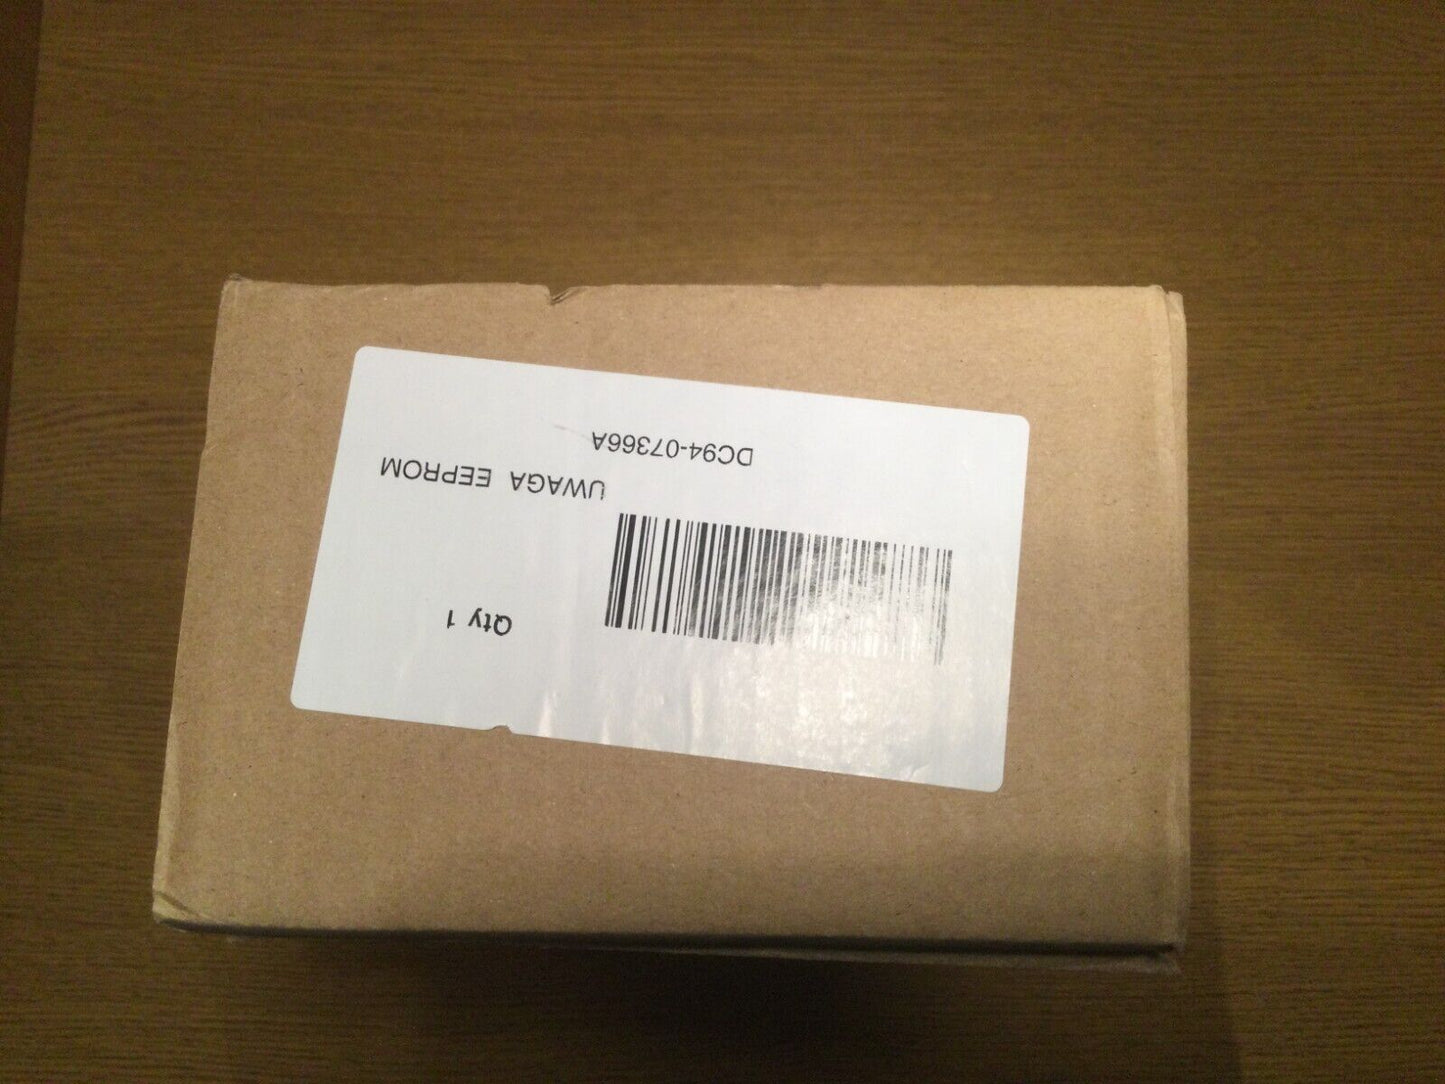 Qty 1
UWAGA EEPROM
DC94-07366A